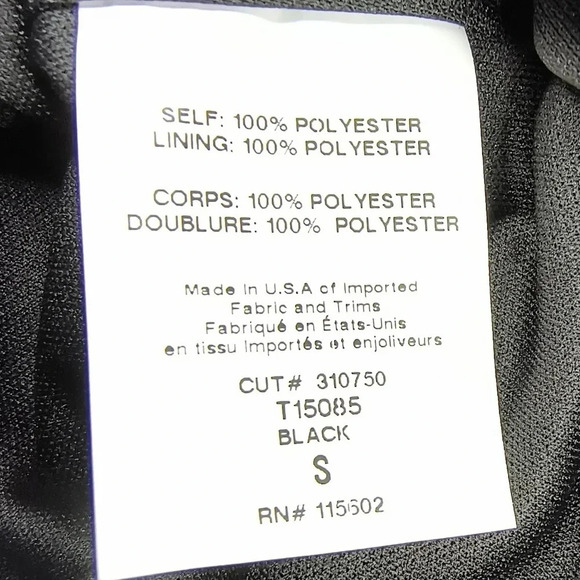 SELF: 100% POLYESTER
LINING: 100% POLYESTER
CORPS: 100% POLYESTER
DOUBLURE: 100% POLYESTER
Made In U.S.A of Imported
Fabric and Trims
Fabriqué en États-Unis
en tissu Importés et enjoliveurs
CUT# 310750
T15085
BLACK
S
RN# 115602